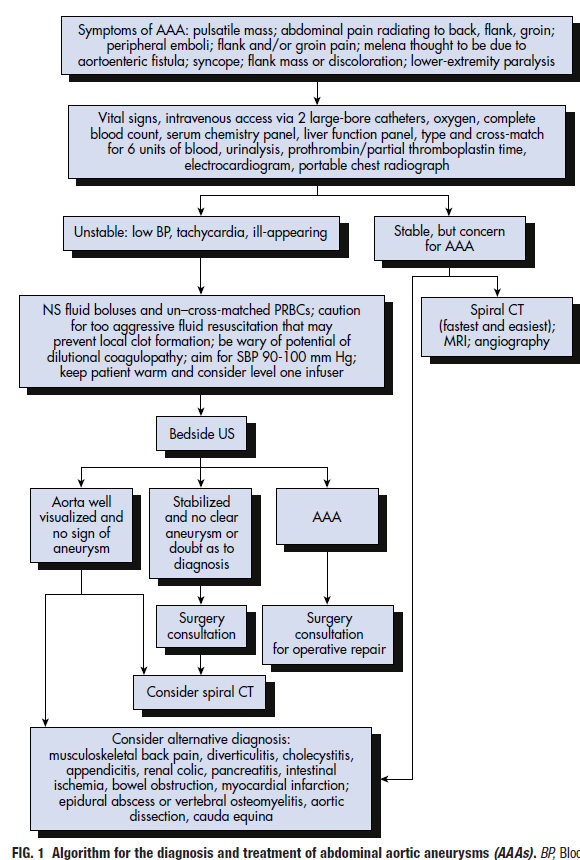 Symptoms of AAA: pulsatile mass; abdominal pain radiating to back, flank, groin;
peripheral emboli; flank and/or groin pain; melena thought to be due to
aortoenteric fistula; syncope; flank mass or discoloration; lower-extremity paralysis
Vital signs, intravenous access via 2 large-bore catheters, oxygen, complete
blood count, serum chemistry panel, liver function panel, type and cross-match
for 6 units of blood, urinalysis, prothrombin/partial thromboplastin time,
electrocardiogram, portable chest radiograph
Unstable: low BP, tachycardia, ill-appearing
Stable, but concern
for AAA
NS fluid boluses and un–cross-matched PRBCs; caution
for too aggressive fluid resuscitation that may
prevent local clot formation; be wary of potential of
dilutional coagulopathy; aim for SBP 90-100 mm Hg;
keep patient warm and consider level one infuser
Spiral CT
(fastest and easiest);
MRI; angiography
Bedside US
Aorta well
visualized and
no sign of
aneurysm
Stabilized
and no clear
aneurysm or
doubt as to
diagnosis
AAA
Surgery
consultation
Surgery
consultation
for operative repair
Consider spiral CT
Consider alternative diagnosis:
musculoskeletal back pain, diverticulitis, cholecystitis,
appendicitis, renal colic, pancreatitis, intestinal
ischemia, bowel obstruction, myocardial infarction;
epidural abscess or vertebral osteomyelitis, aortic
dissection, cauda equina
FIG. 1 Algorithm for the diagnosis and treatment of abdominal aortic aneurysms (AAAs). BP, Bloo